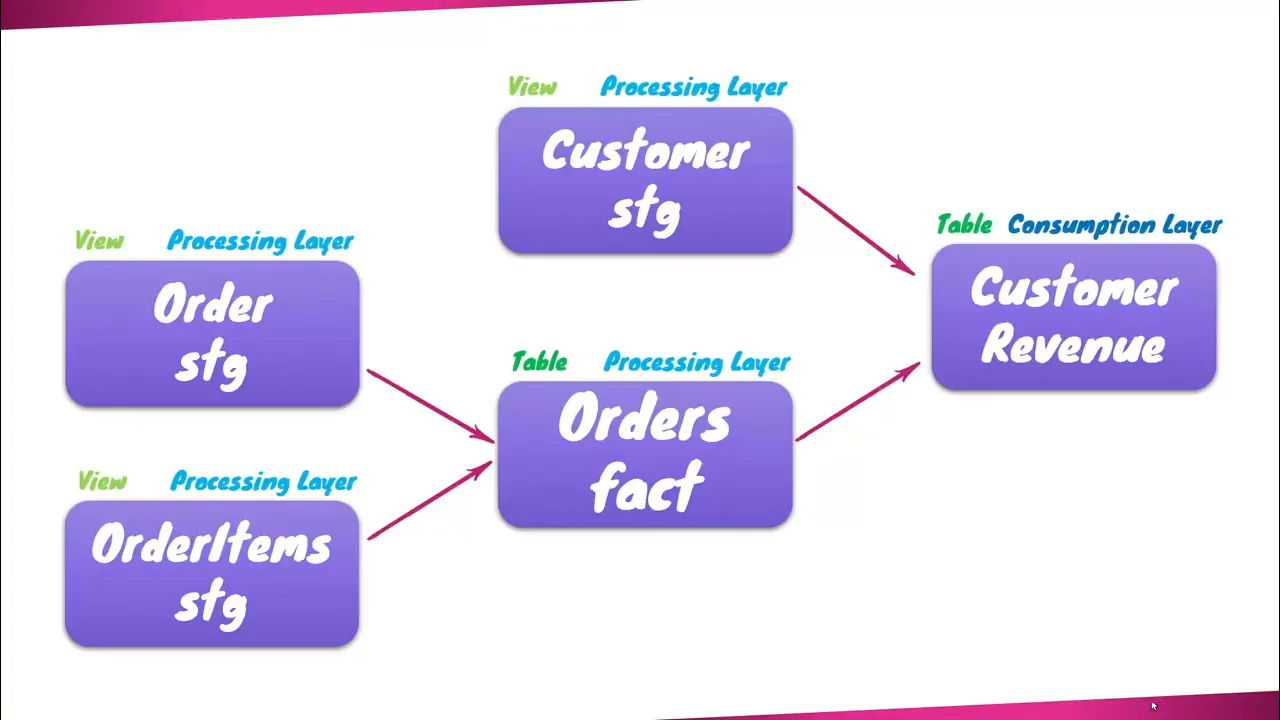 View Processing Layer
Customer
stg
Table Consumption Layer
Customer
Revenue
View Processing Layer
Order
stg
Table Processing Layer
Orders
fact
View Processing Layer
OrderItems
stg